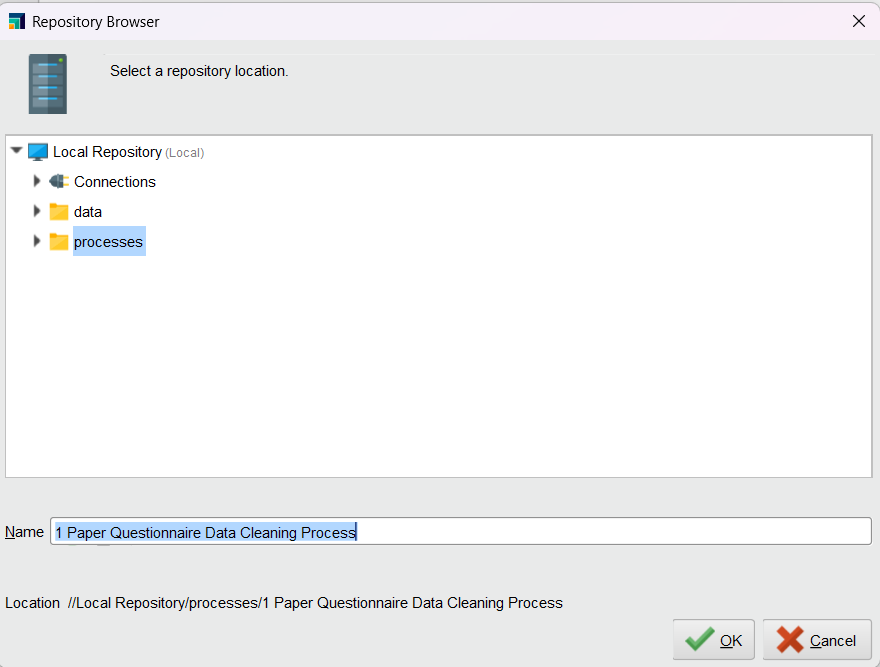 Repository Browser
Select a repository location.
Local Repository (Local)
Connections
data
processes
Name 1 Paper Questionnaire Data Cleaning Process
Location //Local Repository/processes/1 Paper Questionnaire Data Cleaning Process
OK Cancel